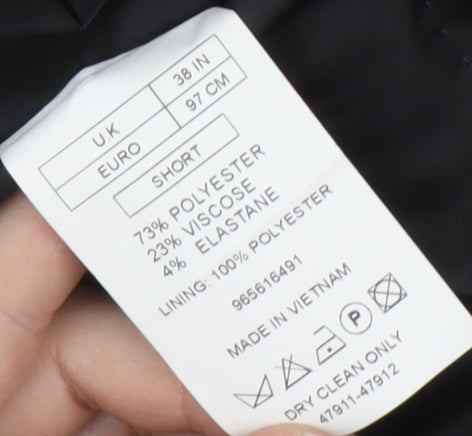 UK 38 IN
EURO 97 CM
SHORT
73% POLYESTER
23% VISCOSE
4% ELASTANE
LINING: 100% POLYESTER
965616491
MADE IN VIETNAM
P
DRY CLEAN ONLY
47911-47912